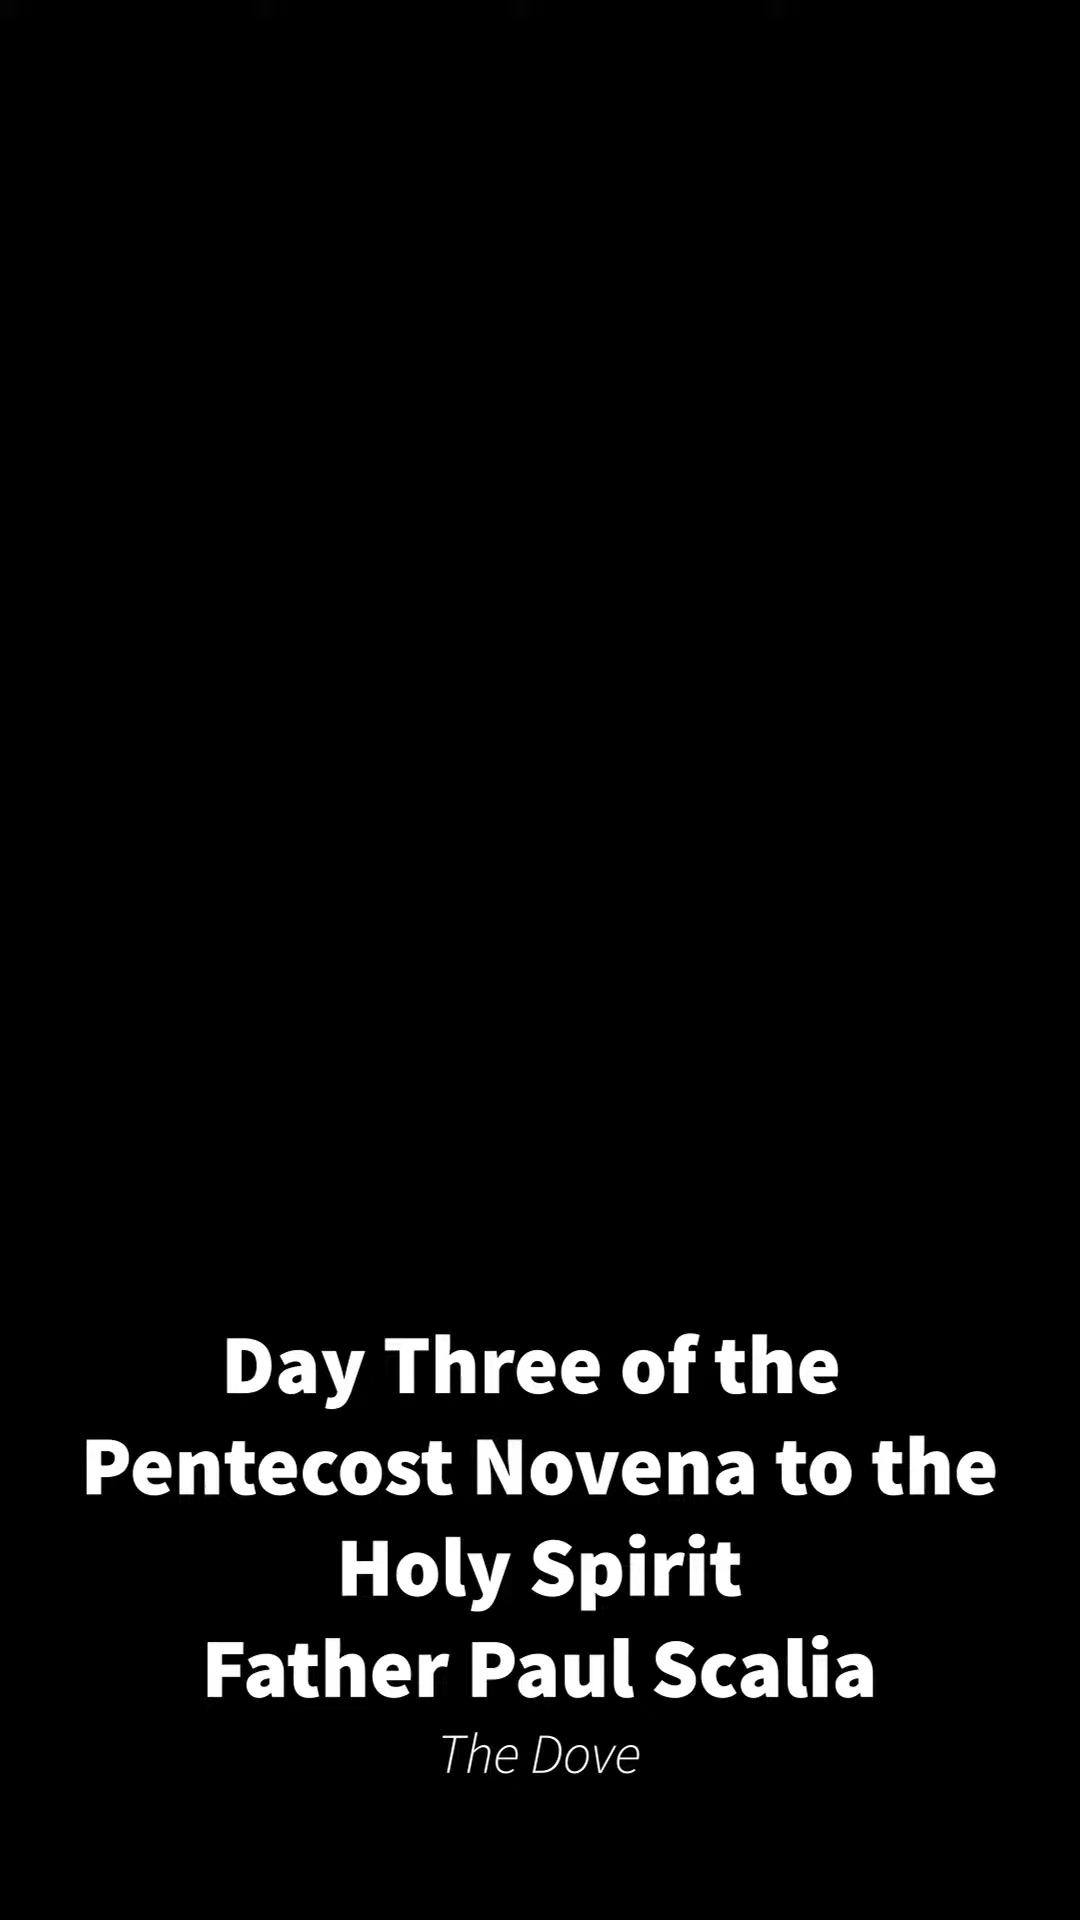 Day Three of the
Pentecost Novena to the
Holy Spirit
Father Paul Scalia
The Dove